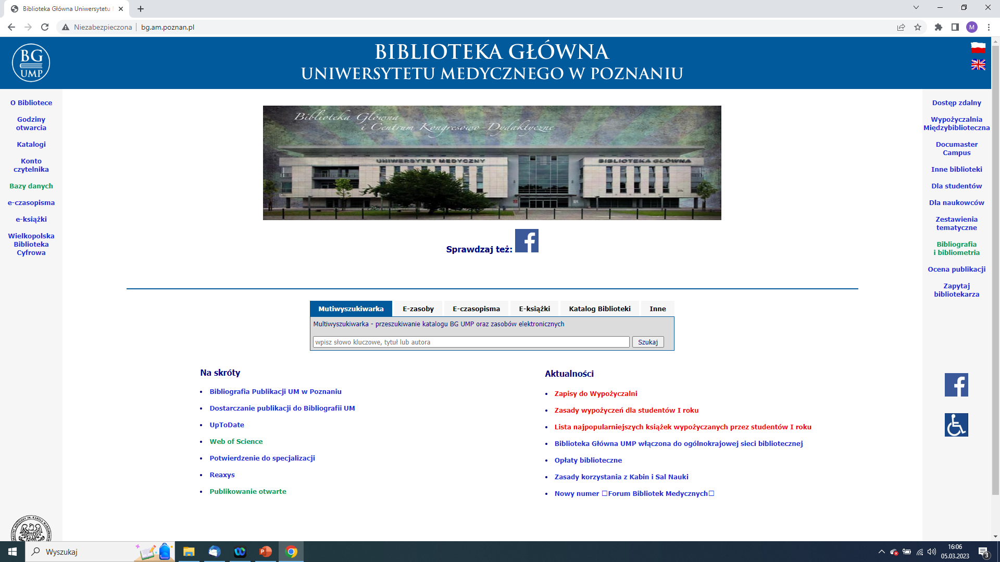 Biblioteka Główna Uniwersytetu
Niezabezpieczona
bg.am.poznan.pl
M
BG
UMP
BIBLIOTEKA GŁÓWNA
UNIWERSYTETU MEDYCZNEGO W POZNANIU
O Bibliotece
Godziny
otwarcia
Katalogi
Konto
czytelnika
Bazy danych
e-czasopisma
e-książki
Wielkopolska
Biblioteka
Cyfrowa
Biblioteka Główna
i Centrum Kongresowo-Dydaktyczne
UNIWERSYTET MEDYCZNY
BIBLIOTEKA GŁÓWNA
Sprawdzaj też:
Mutiwyszukiwarka
E-zasoby
E-czasopisma
E-książki
Katalog Biblioteki
Inne
Multiwyszukiwarka - przeszukiwanie katalogu BG UMP oraz zasobów elektronicznych
wpisz słowo kluczowe, tytuł lub autora
Szukaj
Na skróty
• Bibliografia Publikacji UM w Poznaniu
• Dostarczanie publikacji do Bibliografii UM
• UpToDate
• Web of Science
• Potwierdzenie do specjalizacji
• Reaxys
• Publikowanie otwarte
Aktualności
• Zapisy do Wypożyczalni
• Zasady wypożyczeń dla studentów I roku
• Lista najpopularniejszych książek wypożyczanych przez studentów I roku
• Biblioteka Główna UMP włączona do ogólnokrajowej sieci bibliotecznej
• Opłaty biblioteczne
• Zasady korzystania z Kabin i Sal Nauki
• Nowy numer □Forum Bibliotek Medycznych□
Dostęp zdalny
Wypożyczalnia
Międzybiblioteczna
Documaster
Campus
Inne biblioteki
Dla studentów
Dla naukowców
Zestawienia
tematyczne
Bibliografia
i bibliometria
Ocena publikacji
Zapytaj
bibliotekarza
Wyszukaj
16:06
05.03.2023
3